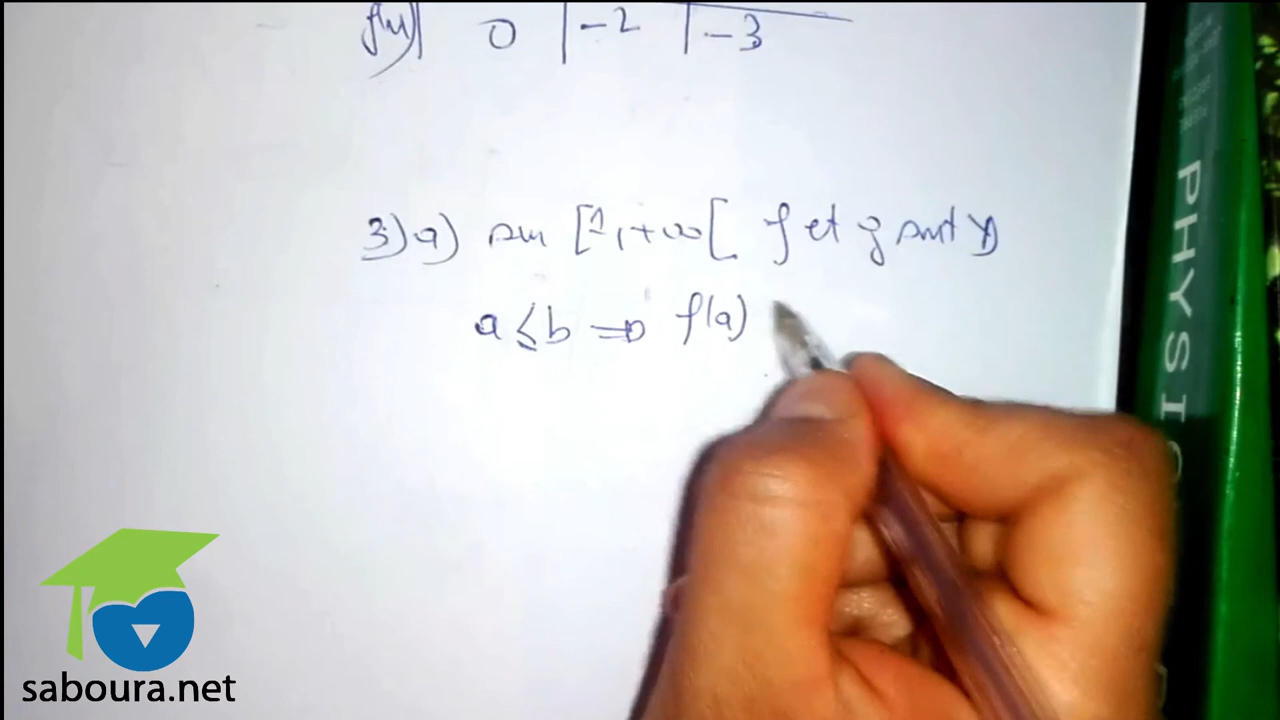 f(x) 0 -2 -3
3) a) sur [1, +∞[ f et g sont ↘
a ≤ b ⇒ f(a)
PHYSI
saboura.net